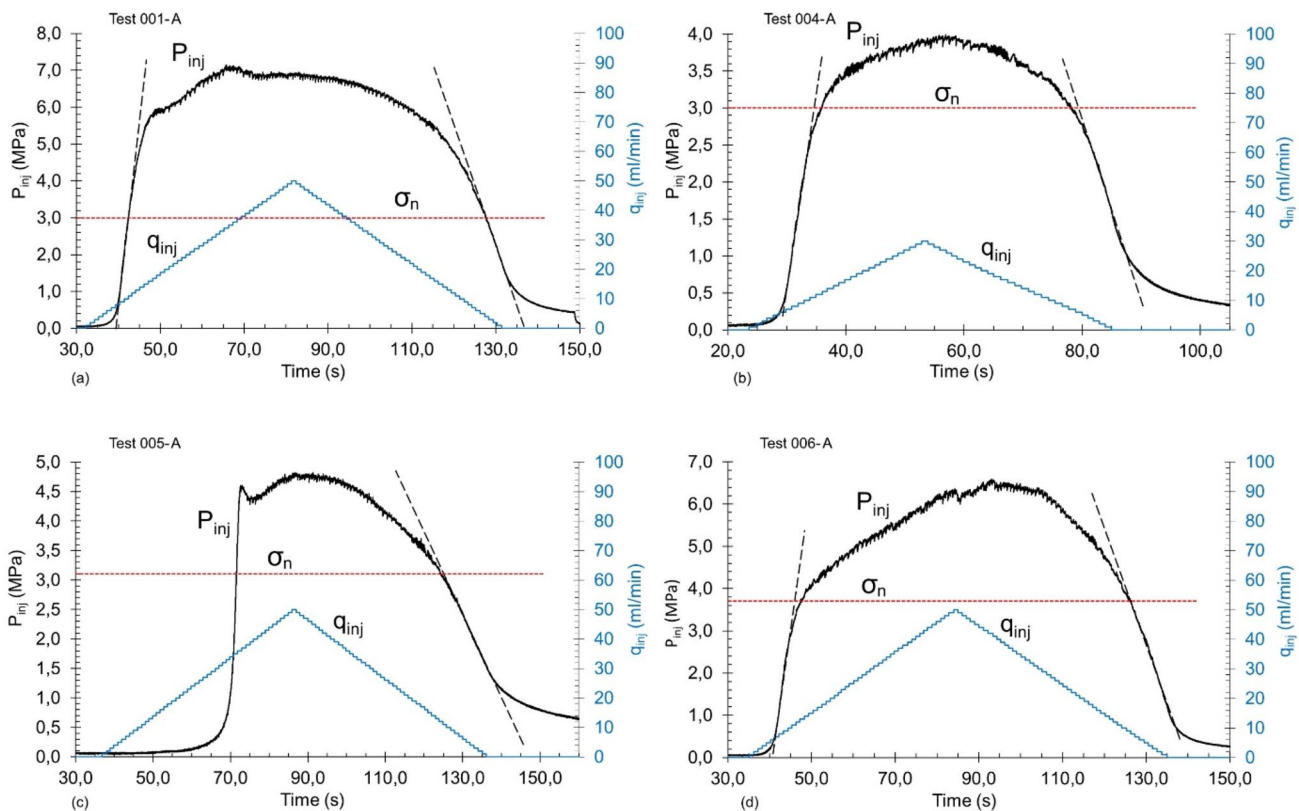 Test 001-A
P_inj
σ_n
q_inj
P_inj (MPa)
8,0
7,0
6,0
5,0
4,0
3,0
2,0
1,0
0,0
q_inj (ml/min)
100
90
80
70
60
50
40
30
20
10
0
30,0 50,0 70,0 90,0 110,0 130,0 150,0
Time (s)
(a)
Test 004-A
P_inj
σ_n
q_inj
P_inj (MPa)
4,0
3,5
3,0
2,5
2,0
1,5
1,0
0,5
0,0
q_inj (ml/min)
100
90
80
70
60
50
40
30
20
10
0
20,0 40,0 60,0 80,0 100,0
Time (s)
(b)
Test 005-A
P_inj
σ_n
q_inj
P_inj (MPa)
5,0
4,5
4,0
3,5
3,0
2,5
2,0
1,5
1,0
0,5
0,0
q_inj (ml/min)
100
90
80
70
60
50
40
30
20
10
0
30,0 50,0 70,0 90,0 110,0 130,0 150,0
Time (s)
(c)
Test 006-A
P_inj
σ_n
q_inj
P_inj (MPa)
7,0
6,0
5,0
4,0
3,0
2,0
1,0
0,0
q_inj (ml/min)
100
90
80
70
60
50
40
30
20
10
0
30,0 50,0 70,0 90,0 110,0 130,0 150,0
Time (s)
(d)